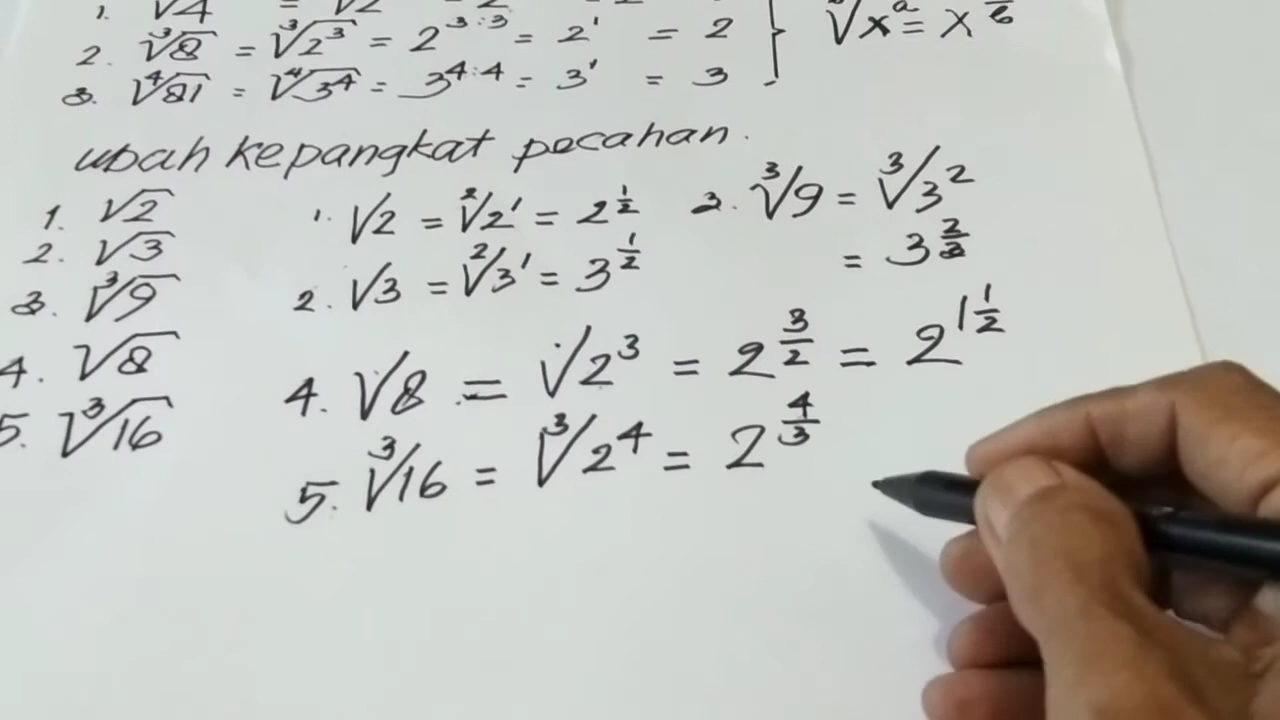 1. √4 = √2
2. ∛8 = ∛2³ = 2^(3:3) = 2¹ = 2
3. ∜81 = ∜3⁴ = 3^(4:4) = 3¹ = 3
√x^a = x
ubah kepangkat pecahan.
1. √2
2. √3
3. ∛9
4. √8
5. ∛16
1. √2 = ²√2¹ = 2^(1/2)
2. √3 = ²√3¹ = 3^(1/2)
3. ∛9 = ∛3²
= 3^(2/3)
4. √8 = √2³ = 2^(3/2) = 2^(1 1/2)
5. ∛16 = ∛2⁴ = 2^(4/3)